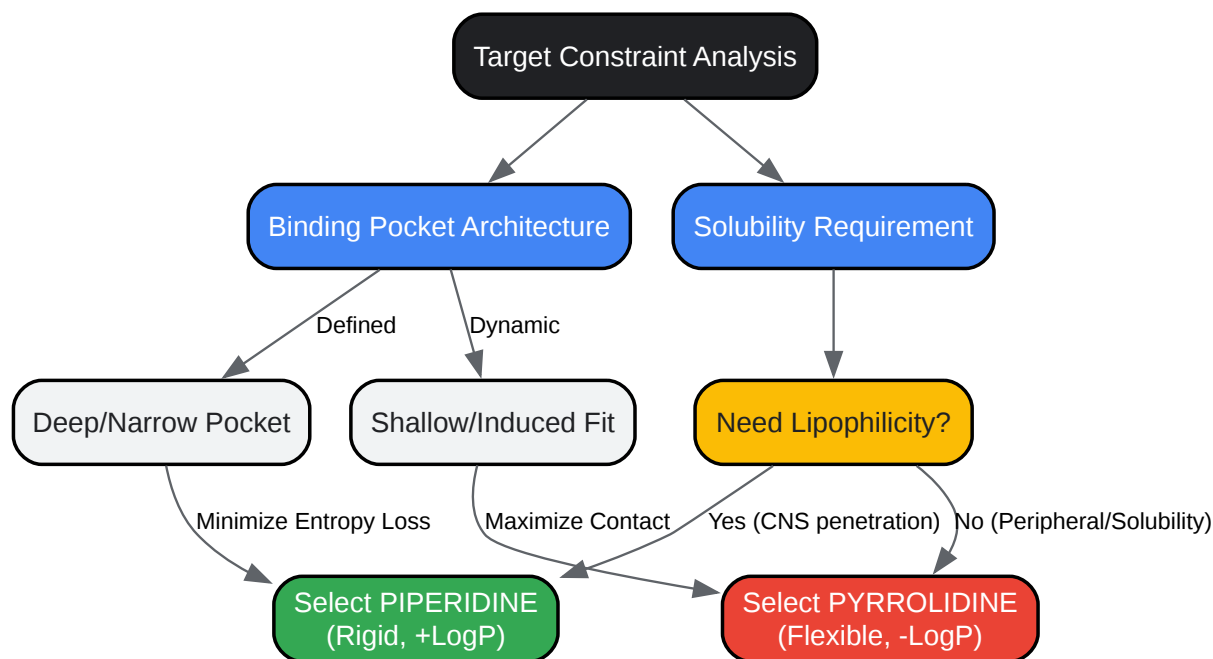 Target Constraint Analysis
Binding Pocket Architecture
Solubility Requirement
Defined
Dynamic
Deep/Narrow Pocket
Shallow/Induced Fit
Need Lipophilicity?
Minimize Entropy Loss
Maximize Contact
Yes (CNS penetration)
No (Peripheral/Solubility)
Select PIPERIDINE
(Rigid, +LogP)
Select PYRROLIDINE
(Flexible, -LogP)